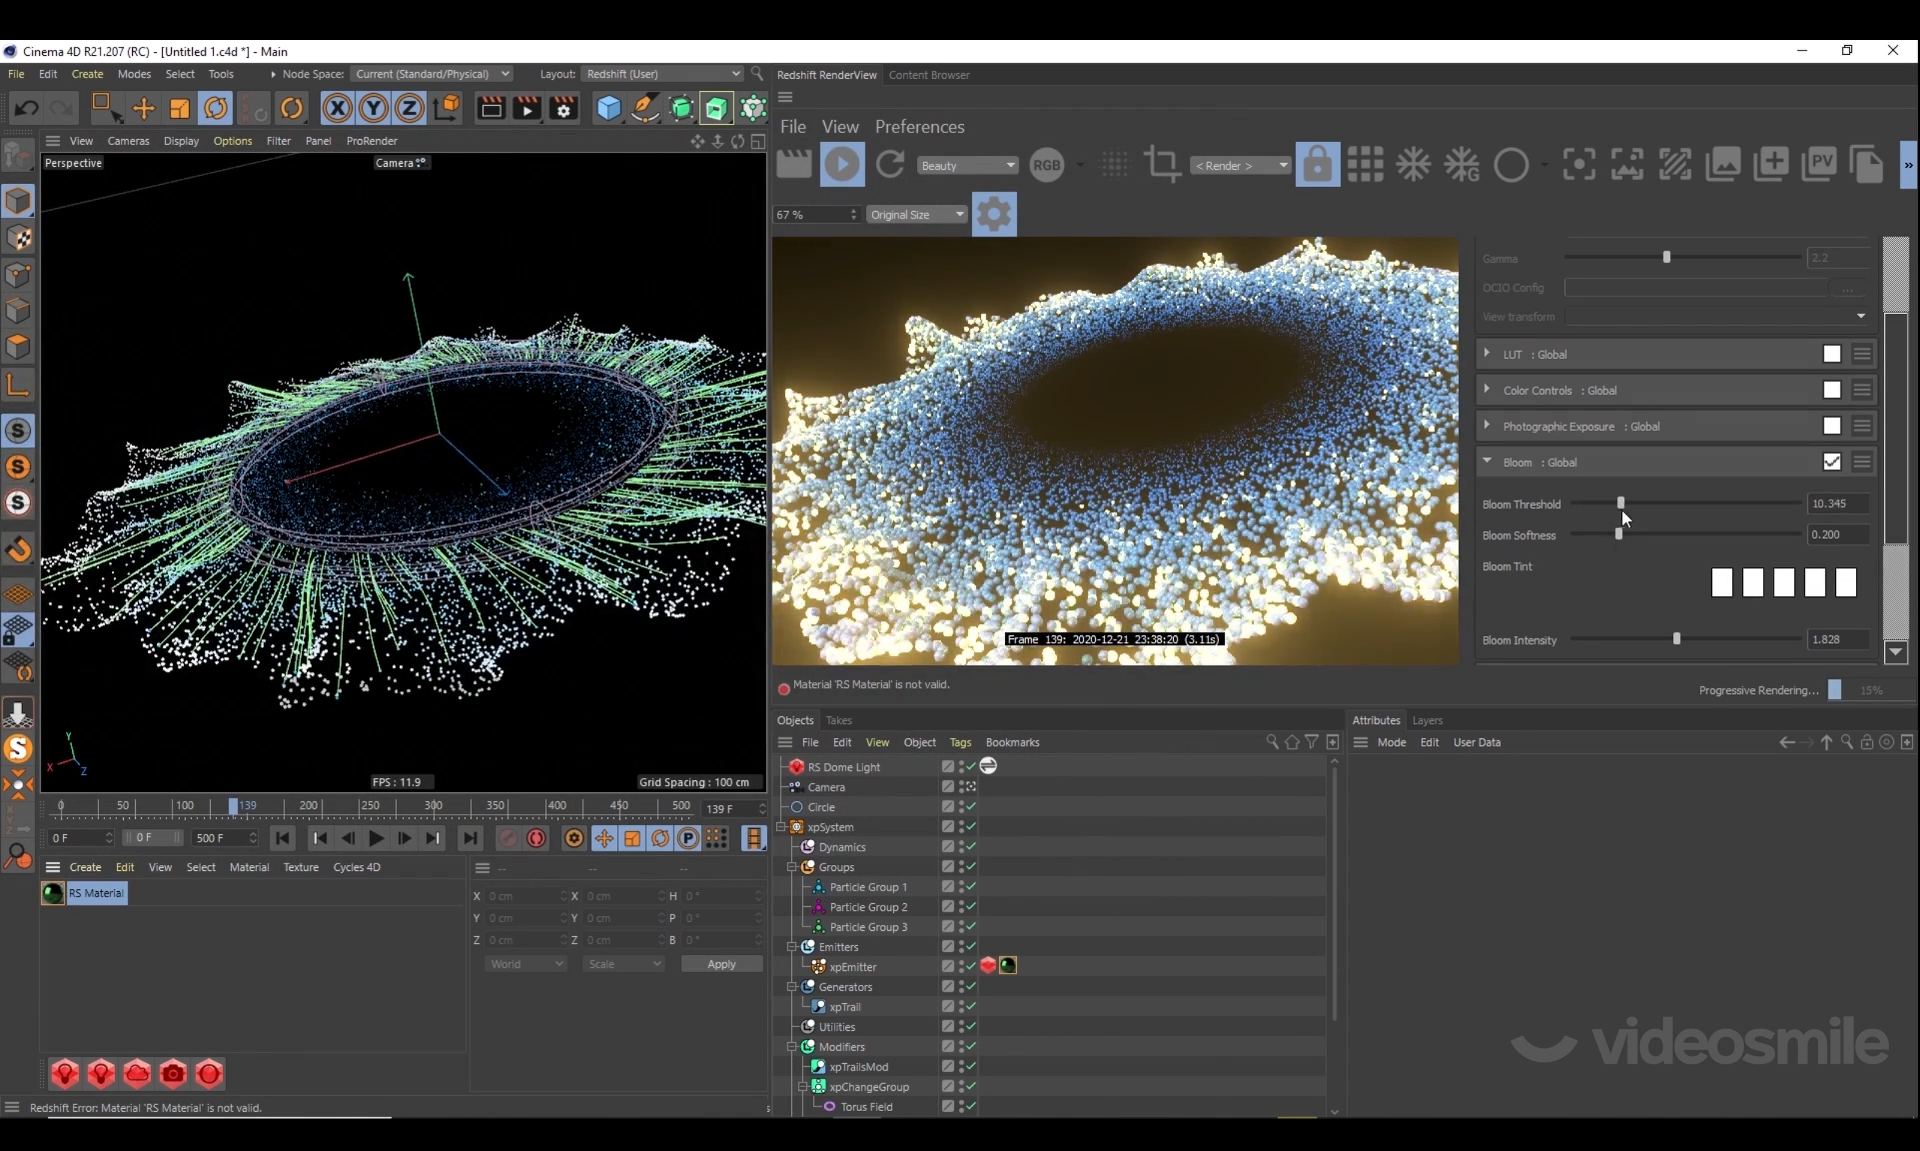 Cinema 4D R21.207 (RC) - [Untitled 1.c4d *] - Main
File Edit Create Modes Select Tools Node Space: Current (Standard/Physical) Layout: Redshift (User)
Redshift RenderView Content Browser
View Cameras Display Options Filter Panel ProRender
Perspective
Camera
File View Preferences
Beauty RGB < Render > PV »
67 % Original Size
Gamma 2.2
OCIO Config ...
View transform
LUT : Global
Color Controls : Global
Photographic Exposure : Global
Bloom : Global
Bloom Threshold 10.345
Bloom Softness 0.200
Bloom Tint
Bloom Intensity 1.828
Frame 139: 2020-12-21 23:38:20 (3.11s)
Material 'RS Material' is not valid.
Progressive Rendering... 15%
Y
X
Z
FPS : 11.9
Grid Spacing : 100 cm
0 50 100 139 200 250 300 350 400 450 500 139 F
0 F 0 F 500 F
Create Edit View Select Material Texture Cycles 4D
RS Material
-- -- --
X 0 cm X 0 cm H 0 °
Y 0 cm Y 0 cm P 0 °
Z 0 cm Z 0 cm B 0 °
World Scale Apply
Redshift Error: Material 'RS Material' is not valid.
Objects Takes
File Edit View Object Tags Bookmarks
RS Dome Light
Camera
Circle
xpSystem
Dynamics
Groups
Particle Group 1
Particle Group 2
Particle Group 3
Emitters
xpEmitter
Generators
xpTrail
Utilities
Modifiers
xpTrailsMod
xpChangeGroup
Torus Field
Attributes Layers
Mode Edit User Data
videosmile